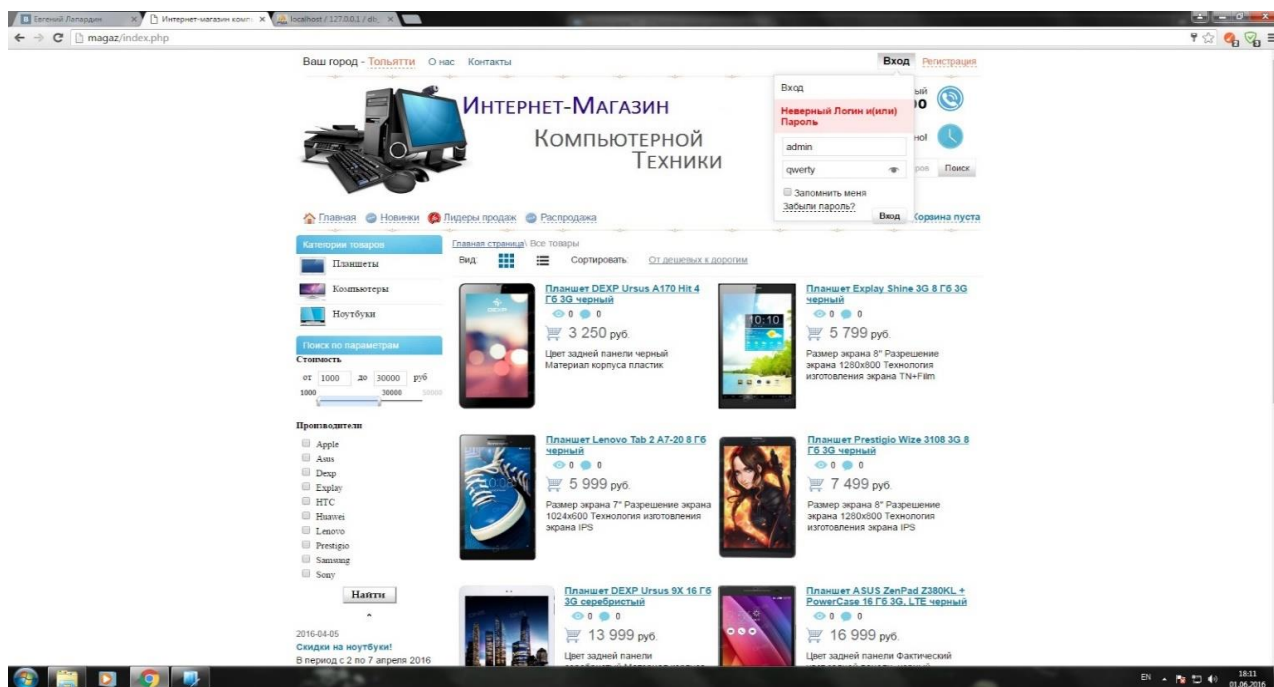 Евгений Лапардин
Интернет-магазин комп
localhost / 127.0.0.1 / db_
magaz/index.php
Ваш город - Тольятти О нас Контакты
Вход Регистрация
Интернет-Магазин
Компьютерной
Техники
Вход
Неверный Логин и(или)
Пароль
admin
qwerty
Запомнить меня
Забыли пароль?
Вход
Поиск
Главная Новинки Лидеры продаж Распродажа
Корзина пуста
Категории товаров
Планшеты
Компьютеры
Ноутбуки
Поиск по параметрам
Стоимость
от 1000 до 30000 руб
1000 30000
Производители
Apple
Asus
Dexp
Explay
HTC
Huawei
Lenovo
Prestigio
Samsung
Sony
Найти
2016-04-05
Скидки на ноутбуки!
В период с 2 по 7 апреля 2016
Главная страница\ Все товары
Вид: Сортировать: От дешевых к дорогим
Планшет DEXP Ursus A170 Hit 4
Гб 3G черный
0 0
3 250 руб.
Цвет задней панели черный
Материал корпуса пластик
Планшет Explay Shine 3G 8 Гб 3G
черный
0 0
5 799 руб.
Размер экрана 8" Разрешение
экрана 1280x800 Технология
изготовления экрана TN+Film
Планшет Lenovo Tab 2 A7-20 8 Гб
черный
0 0
5 999 руб.
Размер экрана 7" Разрешение экрана
1024x600 Технология изготовления
экрана IPS
Планшет Prestigio Wize 3108 3G 8
Гб 3G черный
0 0
7 499 руб.
Размер экрана 8" Разрешение
экрана 1280x800 Технология
изготовления экрана IPS
Планшет DEXP Ursus 9X 16 Гб
3G серебристый
0 0
13 999 руб.
Цвет задней панели
Планшет ASUS ZenPad Z380KL +
PowerCase 16 Гб 3G, LTE черный
0 0
16 999 руб.
Цвет задней панели Фактический
EN
18:11
01.06.2016